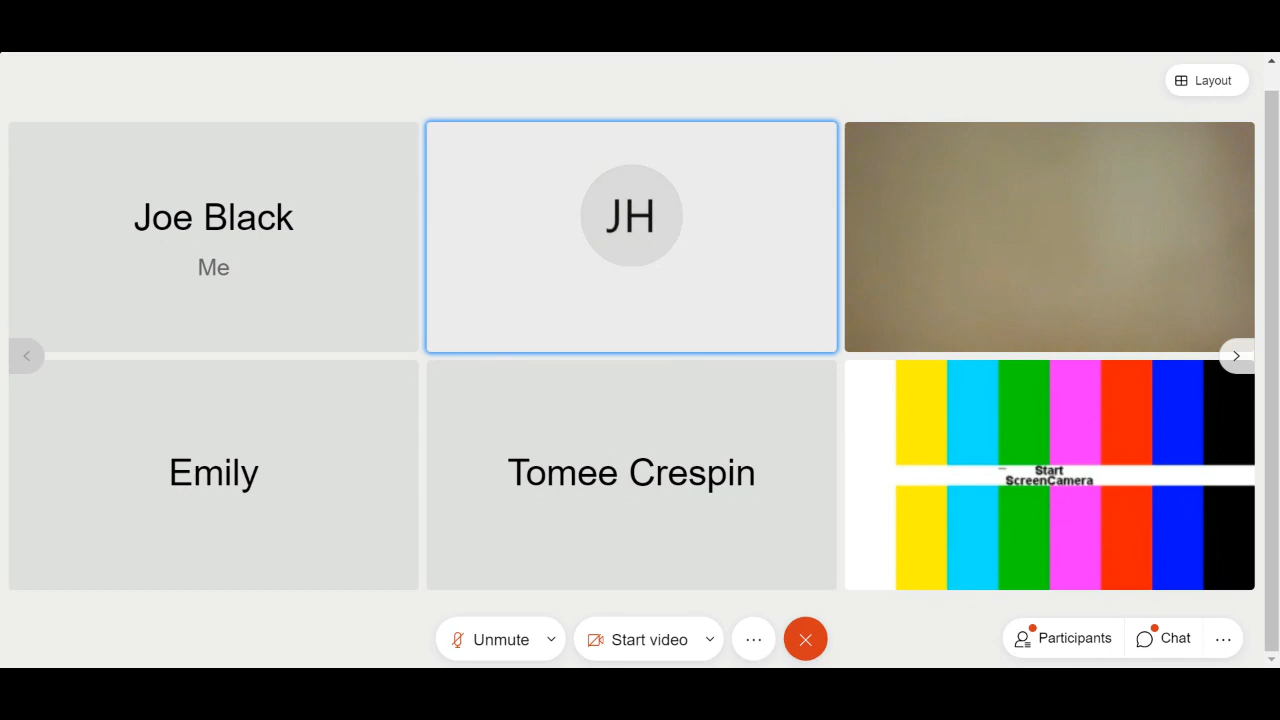 Layout
Joe Black
Me
JH
Emily
Tomee Crespin
Start
ScreenCamera
Unmute
Start video
Participants
Chat